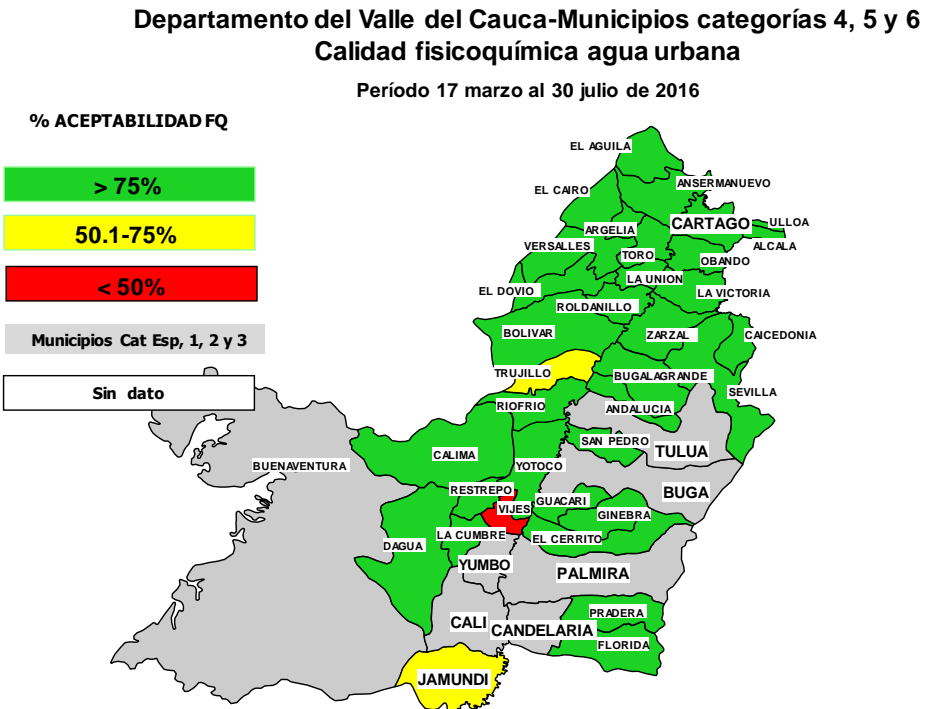 Departamento del Valle del Cauca-Municipios categorías 4, 5 y 6
Calidad fisicoquímica agua urbana
Período 17 marzo al 30 julio de 2016
% ACEPTABILIDAD FQ
> 75%
50.1-75%
< 50%
Municipios Cat Esp, 1, 2 y 3
Sin dato
EL AGUILA
ANSERMANUEVO
EL CAIRO
CARTAGO
ULLOA
ARGELIA
ALCALA
VERSALLES
TORO
OBANDO
LA UNION
EL DOVIO
LA VICTORIA
ROLDANILLO
BOLIVAR
ZARZAL
CAICEDONIA
TRUJILLO
BUGALAGRANDE
SEVILLA
RIOFRIO
ANDALUCIA
SAN PEDRO
TULUA
CALIMA
BUENAVENTURA
YOTOCO
RESTREPO
BUGA
GUACARI
VIJES
GINEBRA
LA CUMBRE
EL CERRITO
DAGUA
YUMBO
PALMIRA
PRADERA
CALI
CANDELARIA
FLORIDA
JAMUNDI